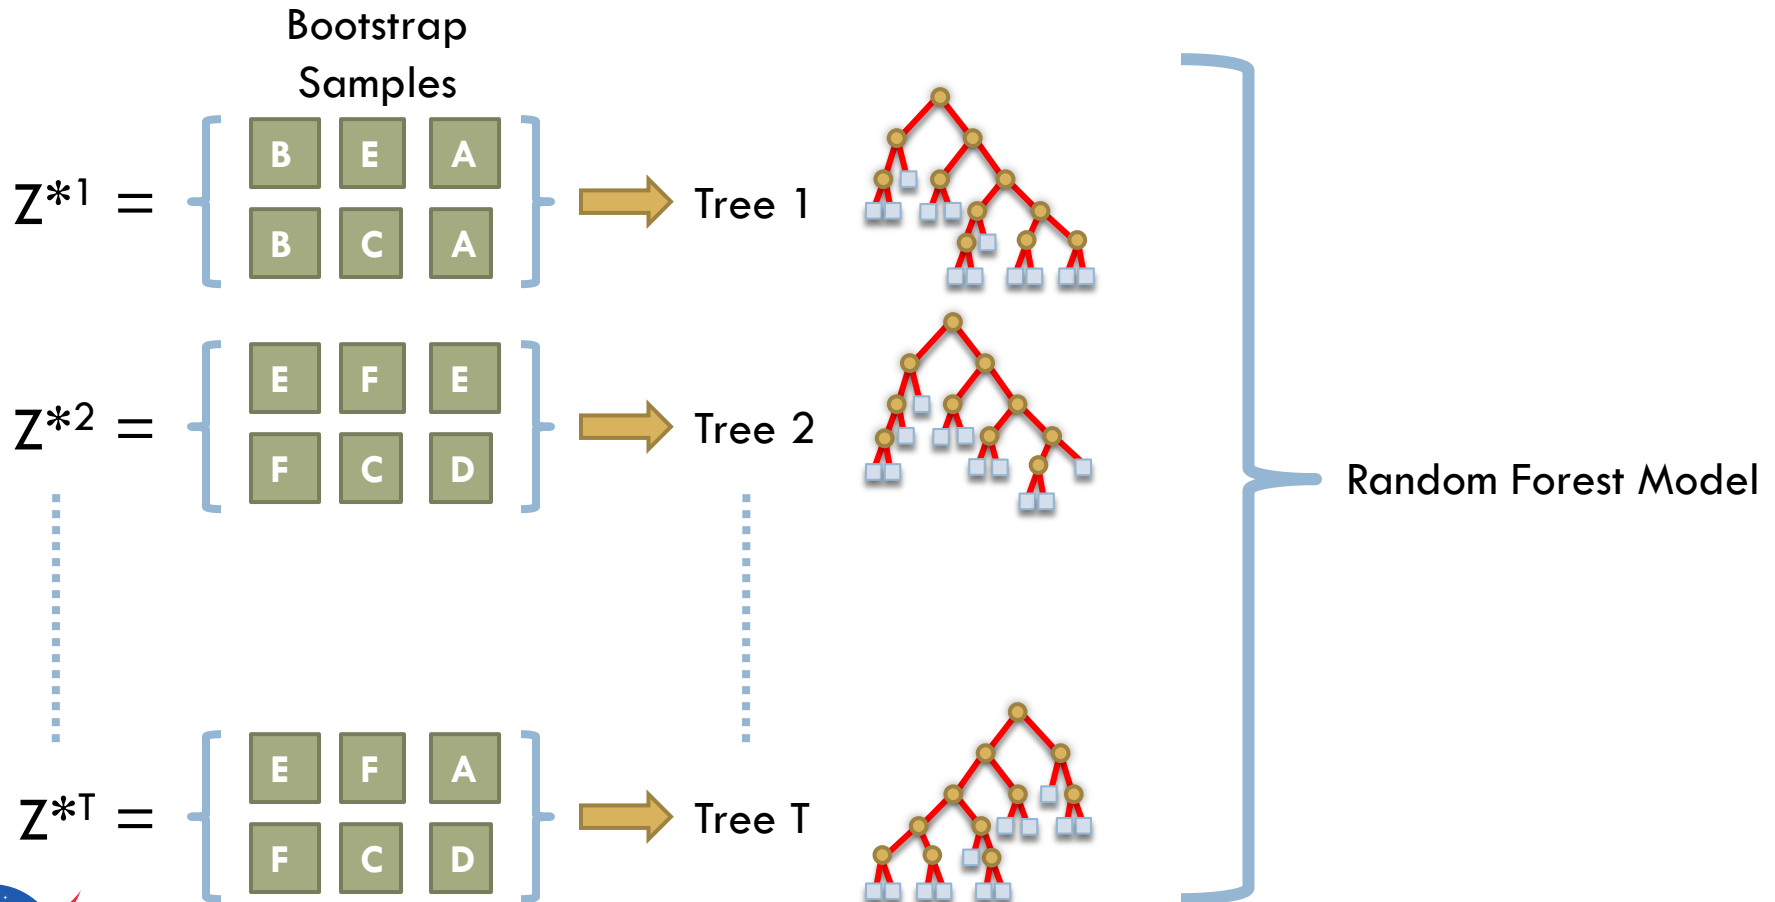 Bootstrap
Samples
Z*1 =
B E A
B C A
Tree 1
Z*2 =
E F E
F C D
Tree 2
Random Forest Model
Z*T =
E F A
F C D
Tree T